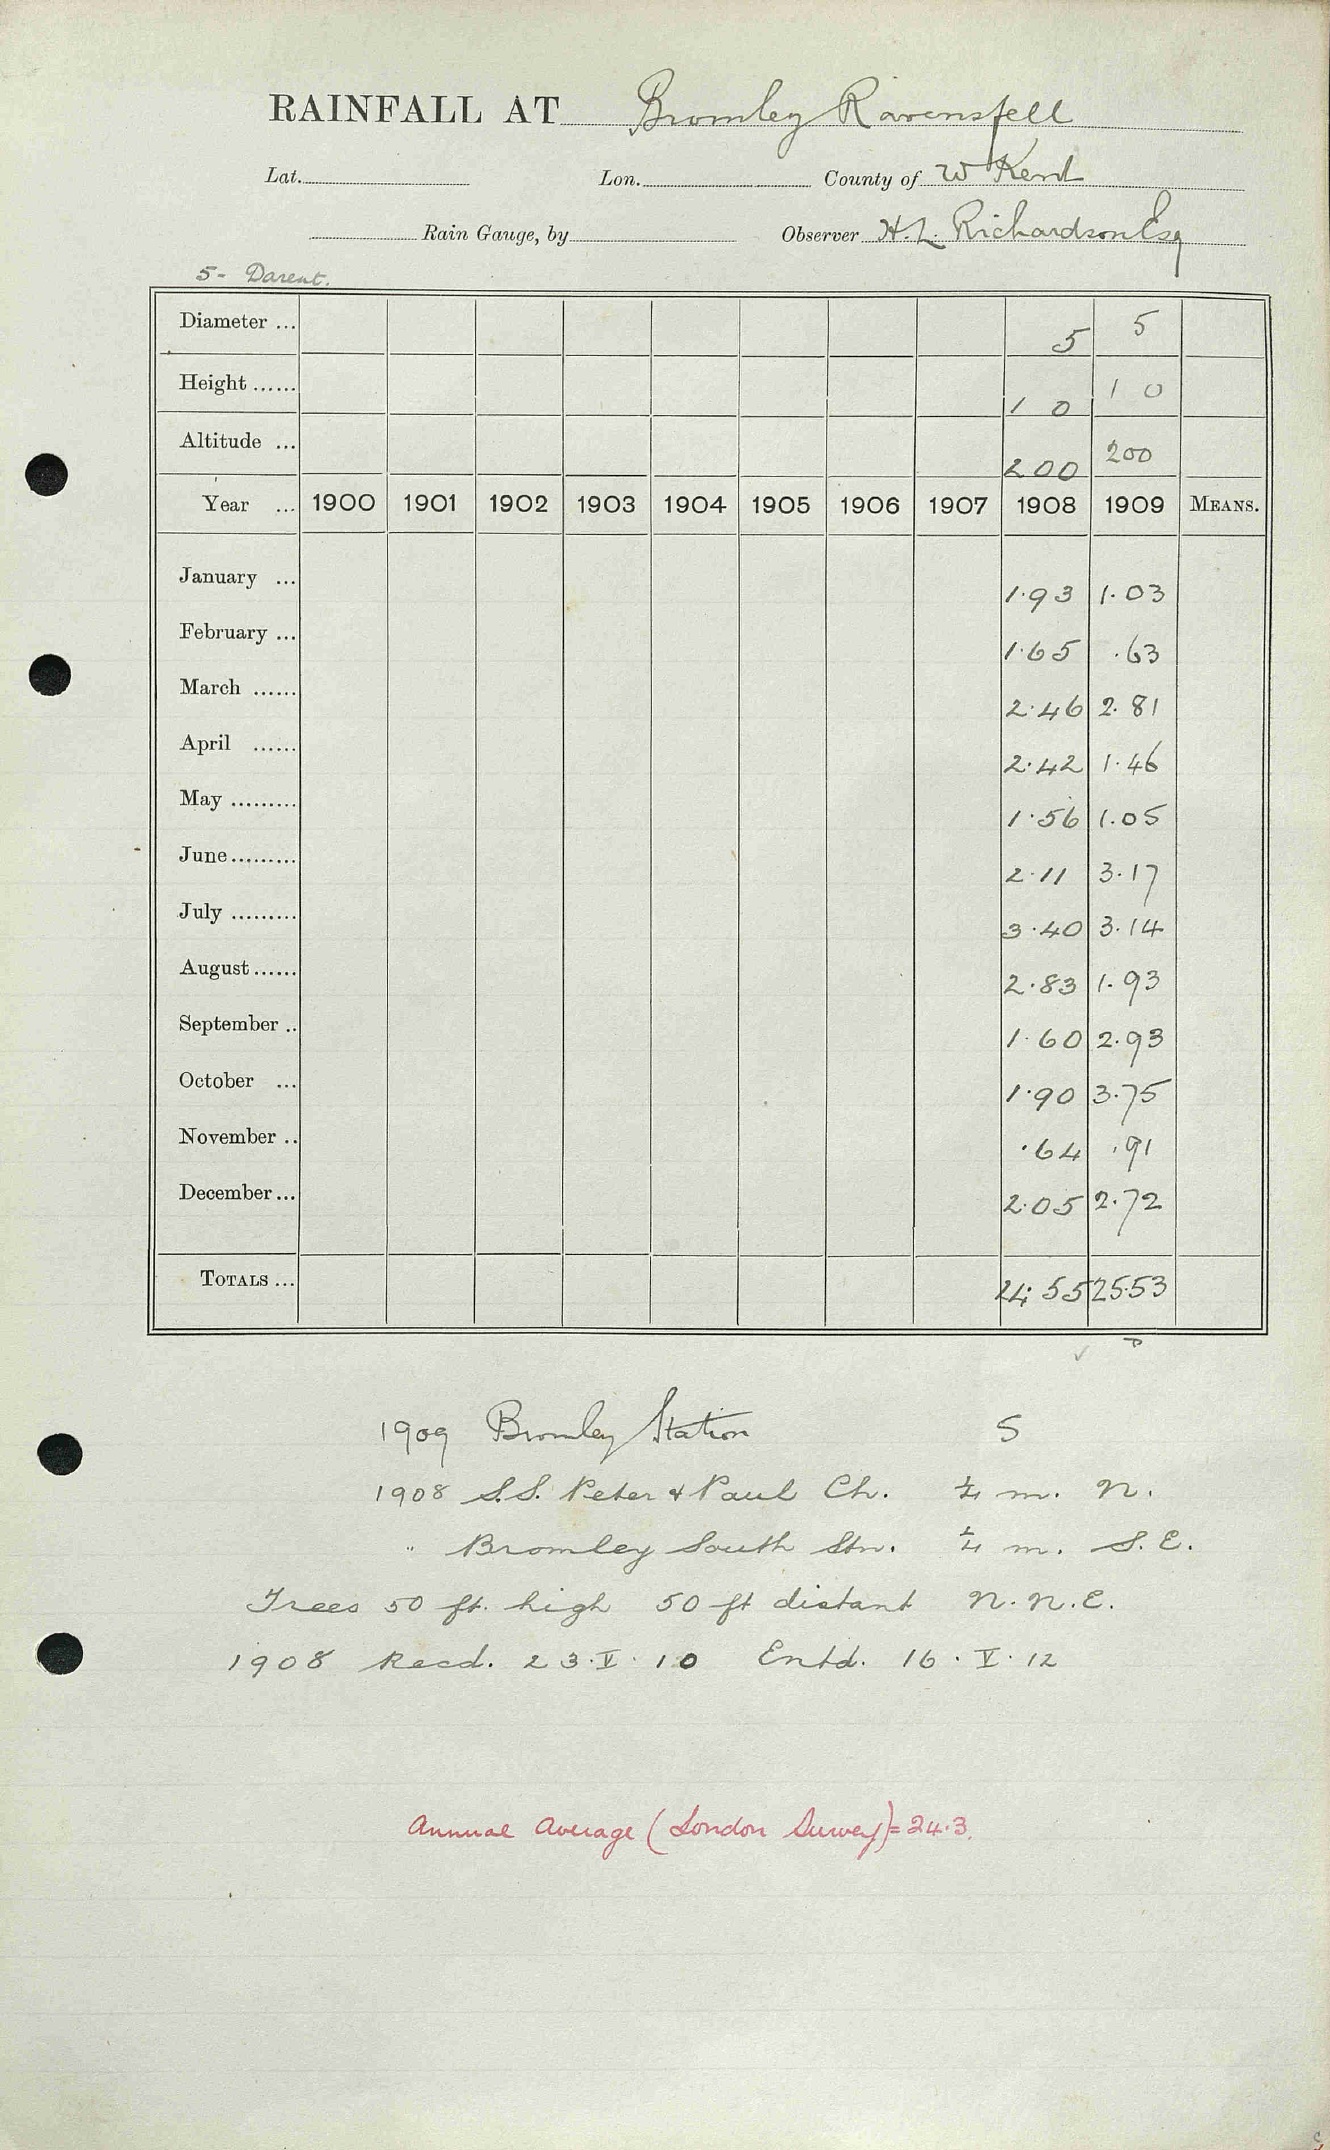 RAINFALL AT Bromley Ravensfell
Lat. Lon. County of W Kent
Rain Gauge, by Observer H. L. Richardson Esq
5- Darent.
Diameter ... 5 5
Height ...... 1 0 1 0
Altitude ... 200 200
Year ... 1900 1901 1902 1903 1904 1905 1906 1907 1908 1909 MEANS.
January ... 1.93 1.03
February ... 1.65 .63
March ...... 2.46 2.81
April ...... 2.42 1.46
May ......... 1.56 1.05
June ......... 2.11 3.17
July ......... 3.40 3.14
August ...... 2.83 1.93
September .. 1.60 2.93
October ... 1.90 3.75
November .. .64 .91
December ... 2.05 2.72
TOTALS ... 24.55 25.53
1909 Bromley Station S
1908 S.S. Peter & Paul Ch. ¼ m. N.
" Bromley South Stn. ¼ m. S.E.
Trees 50 ft. high 50 ft distant N.N.E.
1908 Recd. 23.V.10 Entd. 16.V.12
Annual Average (London Survey) = 24.3.